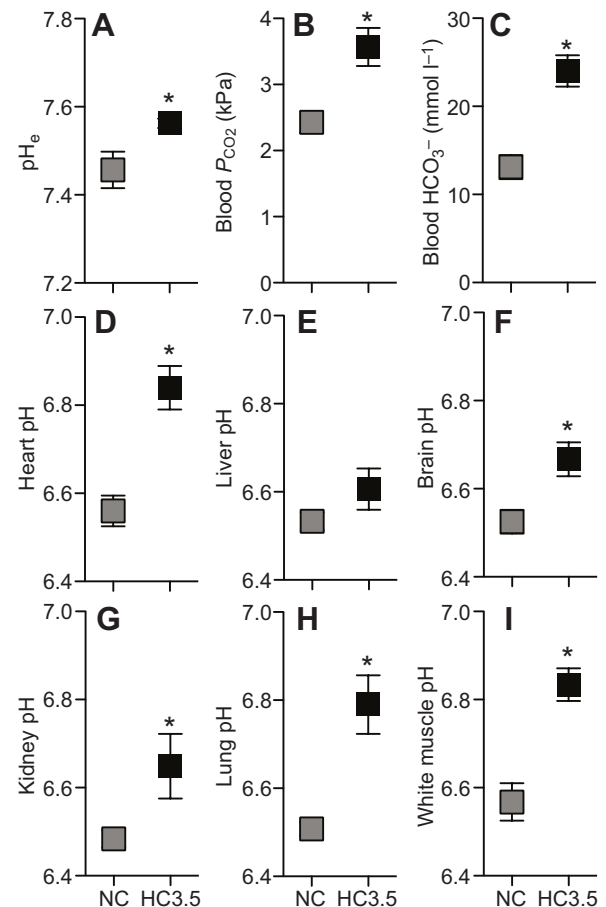 A
pHe
7.8
7.6
7.4
7.2
*
B
Blood PCO2 (kPa)
4
3
2
1
0
*
C
Blood HCO3− (mmol l−1)
30
20
10
0
*
D
Heart pH
7.0
6.8
6.6
6.4
*
E
Liver pH
7.0
6.8
6.6
6.4
F
Brain pH
7.0
6.8
6.6
6.4
*
G
Kidney pH
7.0
6.8
6.6
6.4
*
NC HC3.5
H
Lung pH
7.0
6.8
6.6
6.4
*
NC HC3.5
I
White muscle pH
7.0
6.8
6.6
6.4
*
NC HC3.5